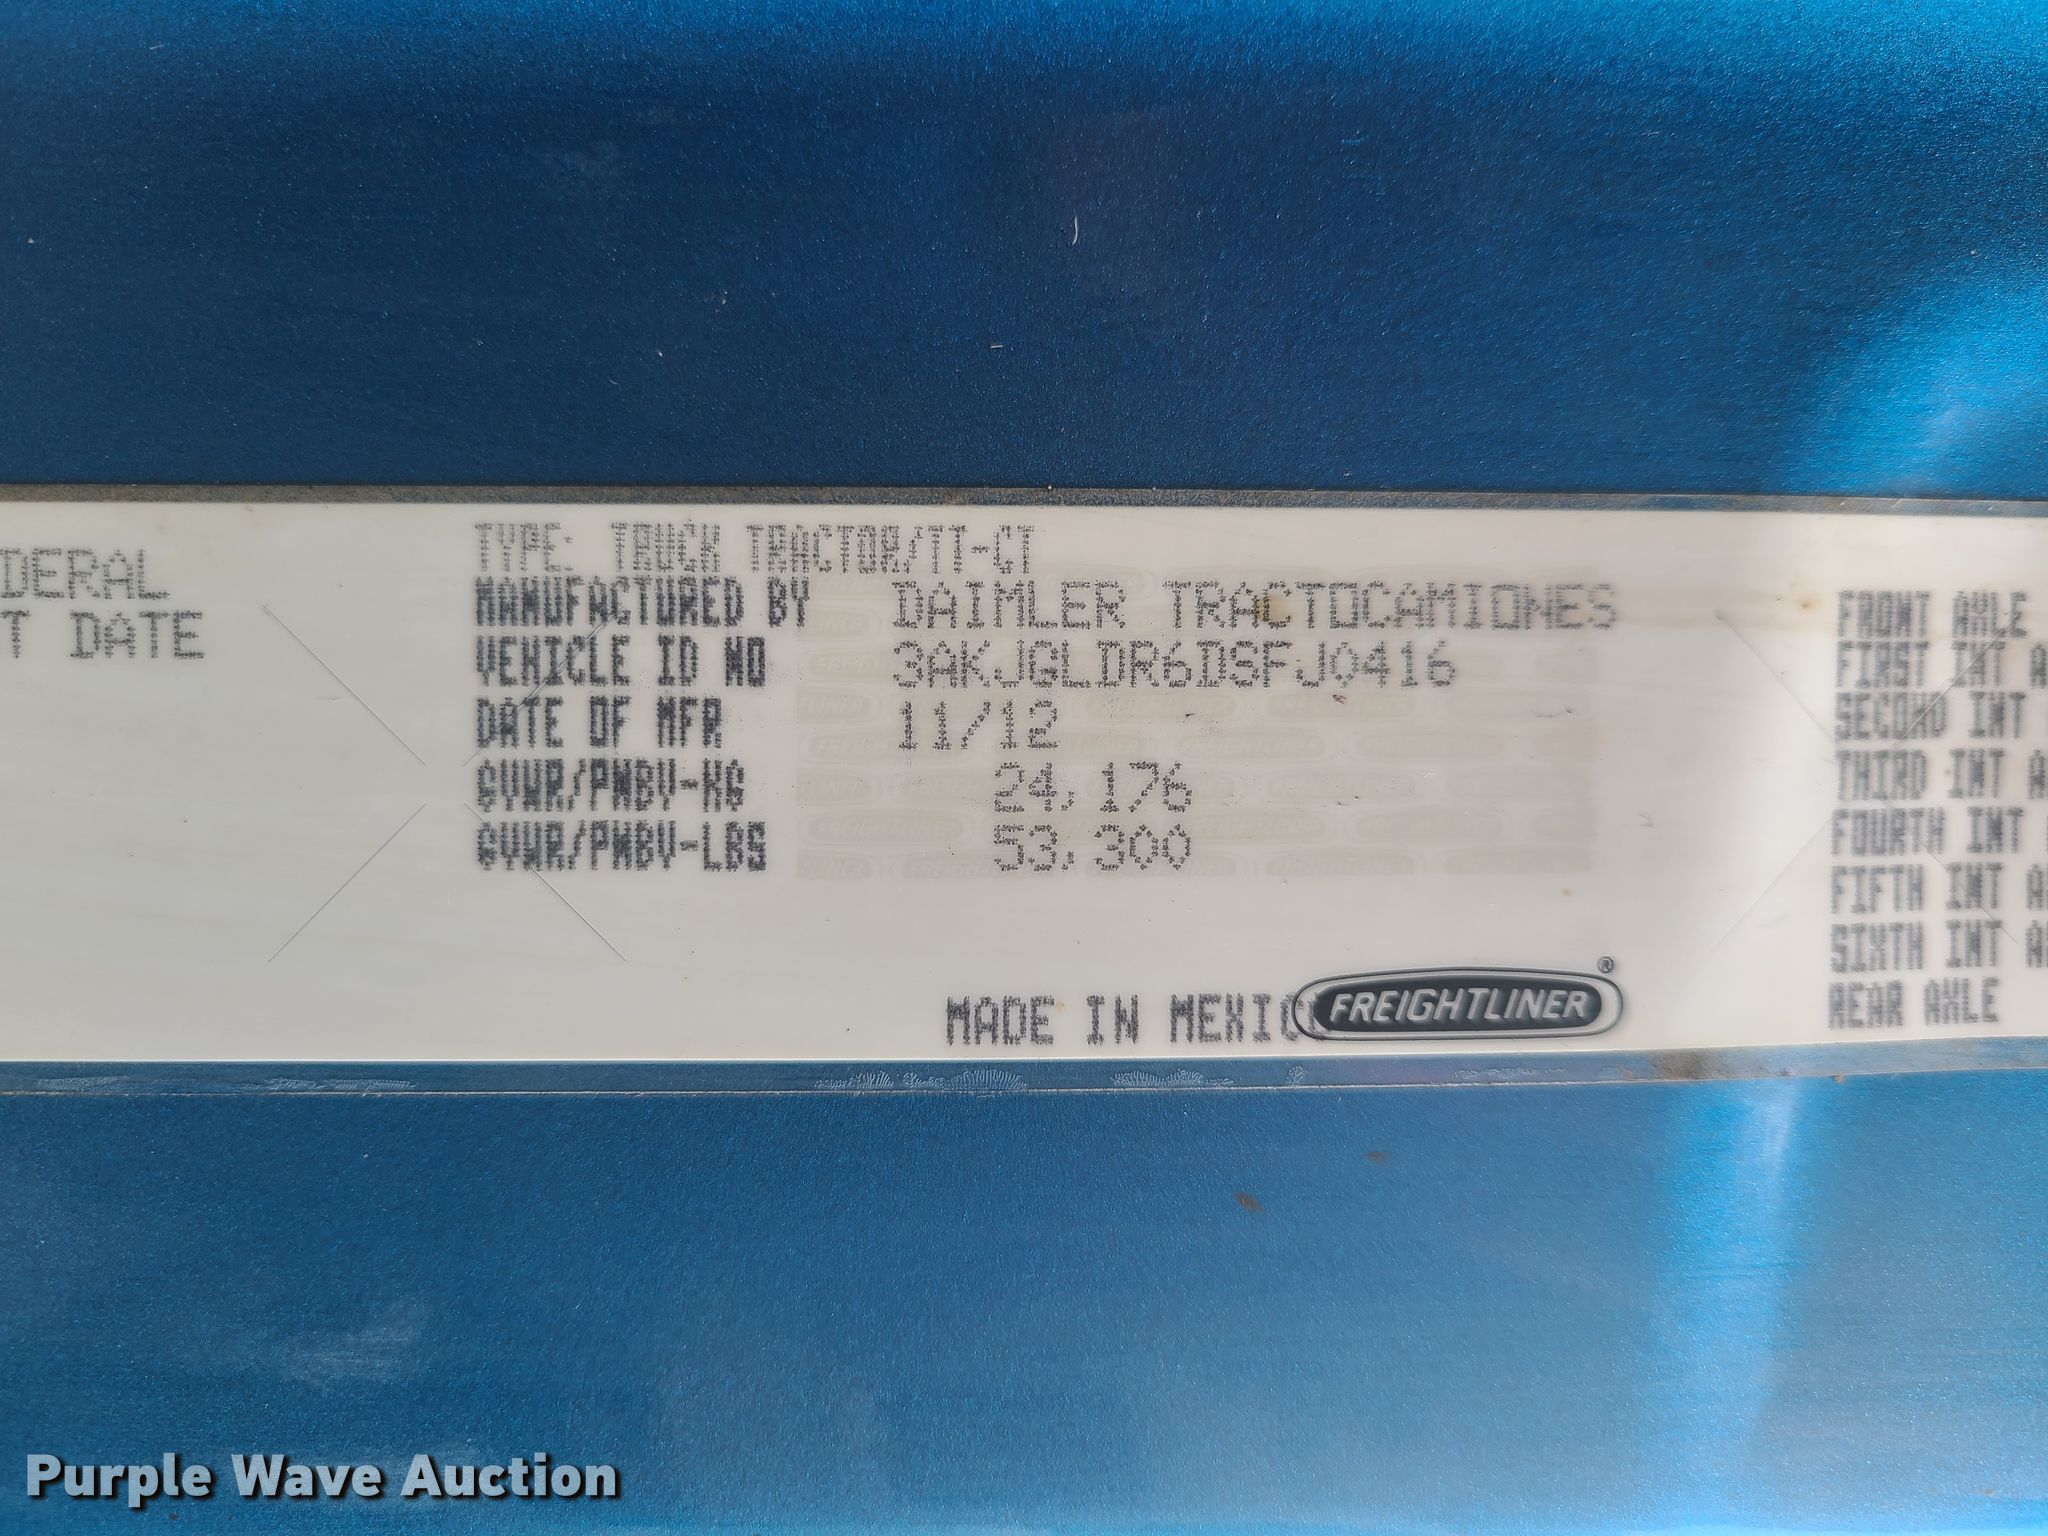 DERAL
T DATE
TYPE: TRUCK TRACTOR/TT-CT
MANUFACTURED BY DAIMLER TRACTOCAMIONES
VEHICLE ID NO 3AKJGLDR6DSFJ0416
DATE OF MFR 11/12
GVWR/PNBV-KG 24,176
GVWR/PNBV-LBS 53,300
MADE IN MEXICO
FREIGHTLINER®
FRONT AXLE
FIRST INT A
SECOND INT
THIRD INT A
FOURTH INT
FIFTH INT A
SIXTH INT A
REAR AXLE
Purple Wave Auction